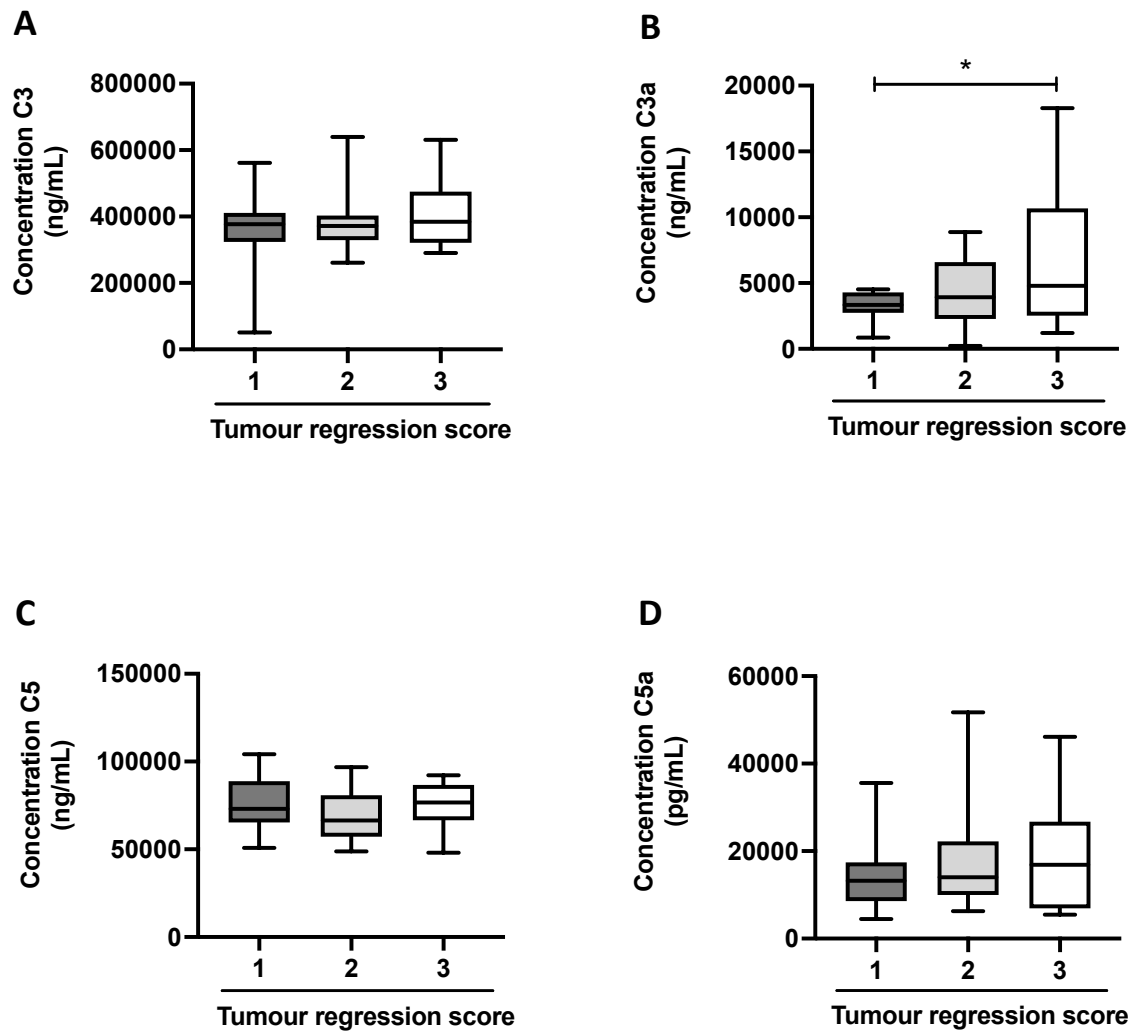 A
Concentration C3
(ng/mL)
800000
600000
400000
200000
0
1 2 3
Tumour regression score
B
Concentration C3a
(ng/mL)
20000
15000
10000
5000
0
*
1 2 3
Tumour regression score
C
Concentration C5
(ng/mL)
150000
100000
50000
0
1 2 3
Tumour regression score
D
Concentration C5a
(pg/mL)
60000
40000
20000
0
1 2 3
Tumour regression score